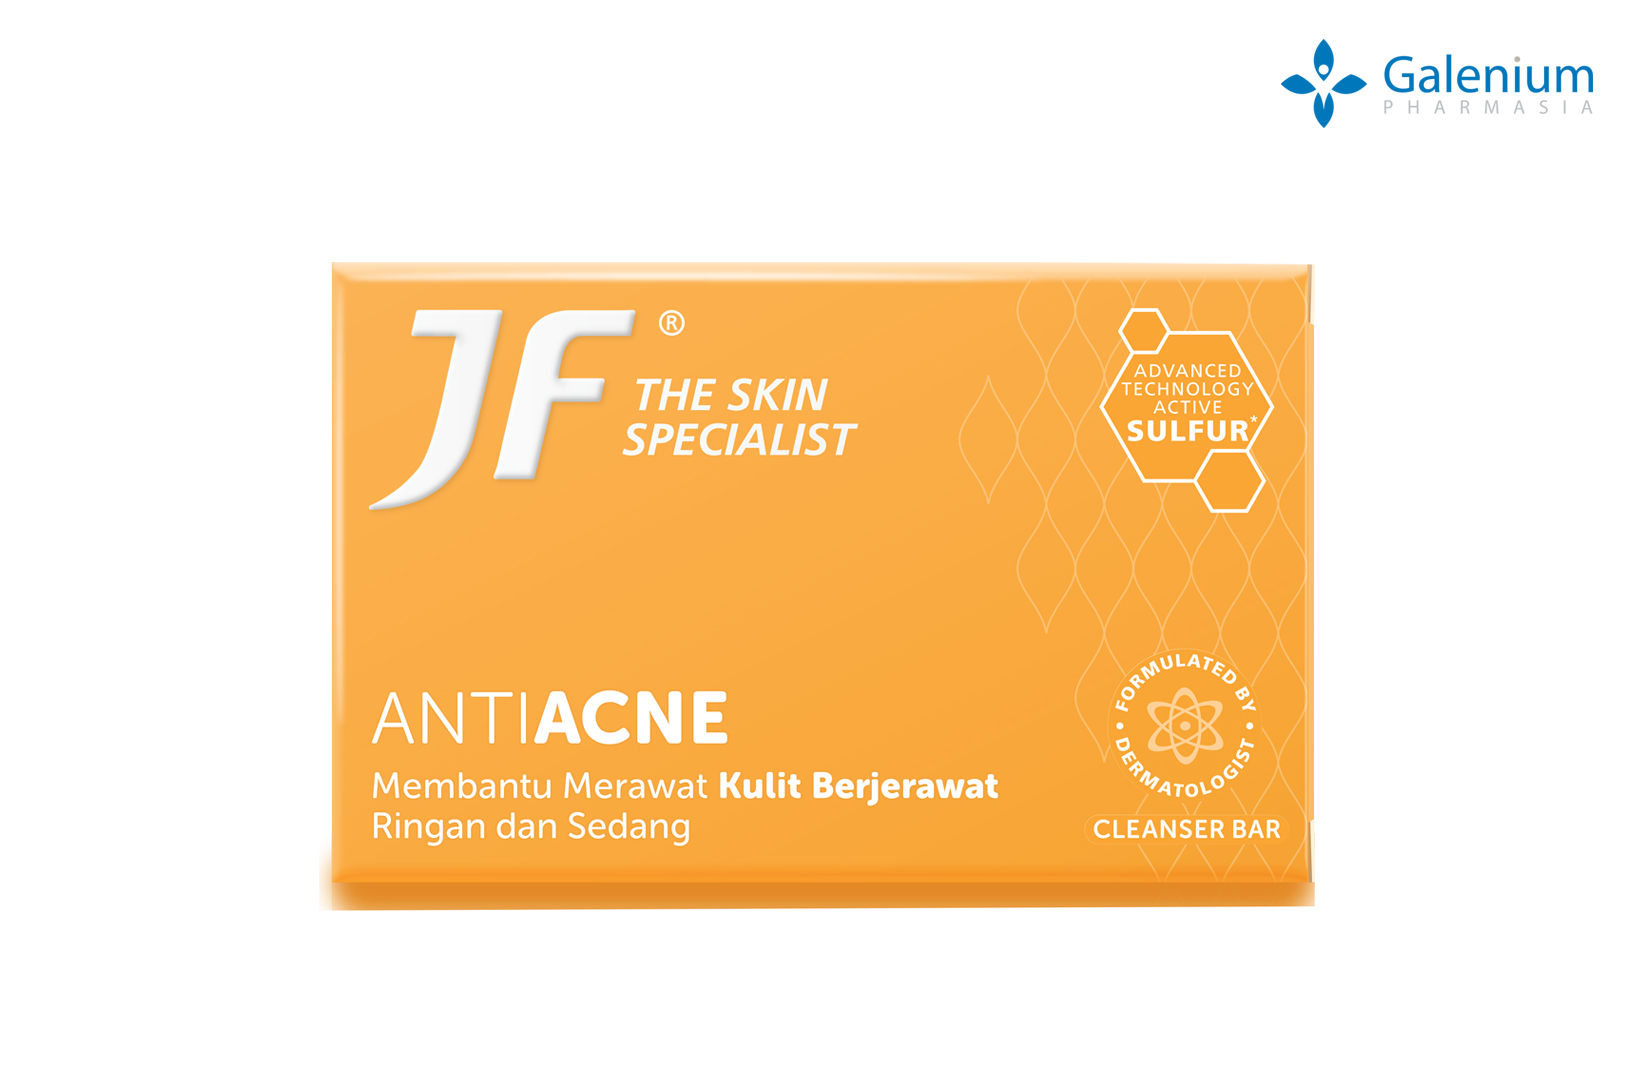 Galenium
PHARMASIA
JF®
THE SKIN
SPECIALIST
ADVANCED
TECHNOLOGY
ACTIVE
SULFUR*
ANTIACNE
Membantu Merawat Kulit Berjerawat
Ringan dan Sedang
• FORMULATED BY •
DERMATOLOGIST
CLEANSER BAR